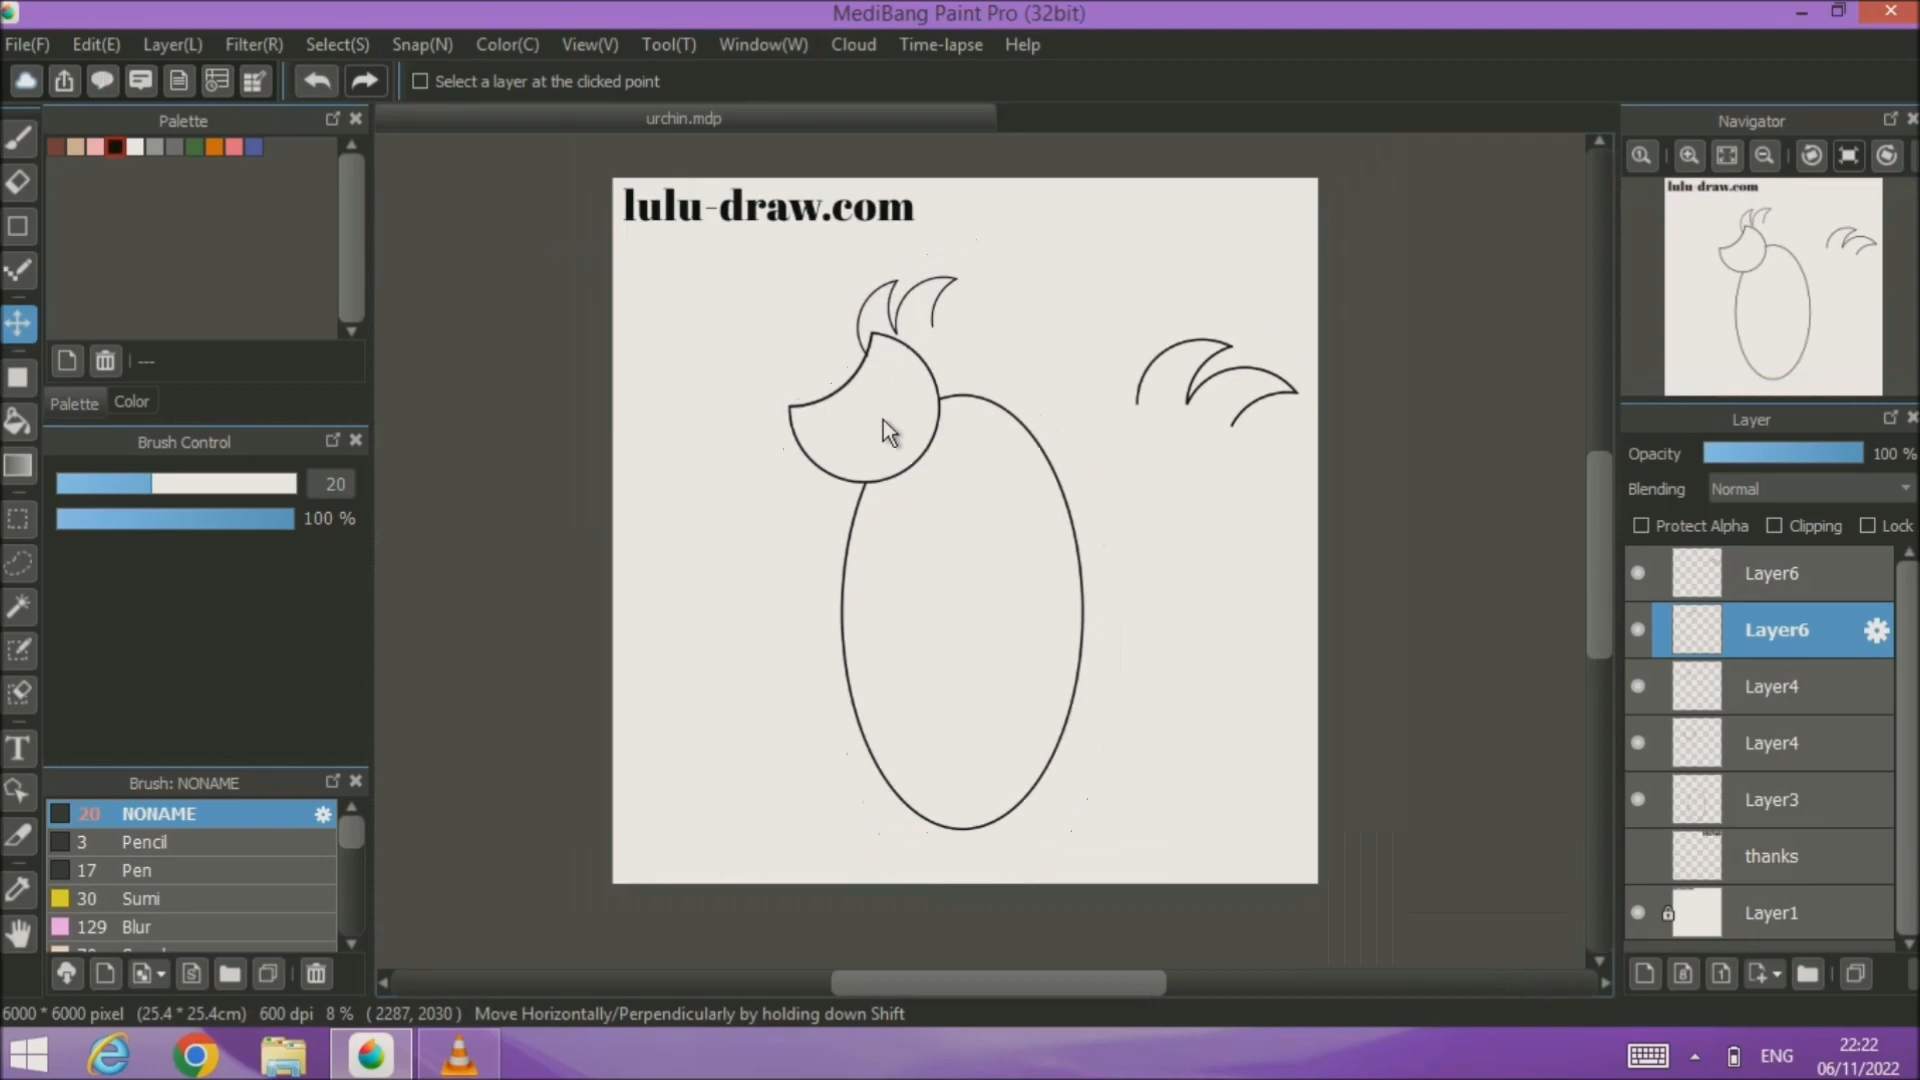 MediBang Paint Pro (32bit)
File(F) Edit(E) Layer(L) Filter(R) Select(S) Snap(N) Color(C) View(V) Tool(T) Window(W) Cloud Time-lapse Help
Select a layer at the clicked point
Palette
urchin.mdp
Navigator
lulu-draw.com
lulu-draw.com
---
Palette Color
Brush Control
20
100 %
Layer
Opacity 100 %
Blending Normal
Protect Alpha Clipping Lock
Layer6
Layer6
Layer4
Layer4
Layer3
thanks
Layer1
Brush: NONAME
20 NONAME
3 Pencil
17 Pen
30 Sumi
129 Blur
6000 * 6000 pixel (25.4 * 25.4cm) 600 dpi 8 % ( 2287, 2030 ) Move Horizontally/Perpendicularly by holding down Shift
ENG
22:22
06/11/2022